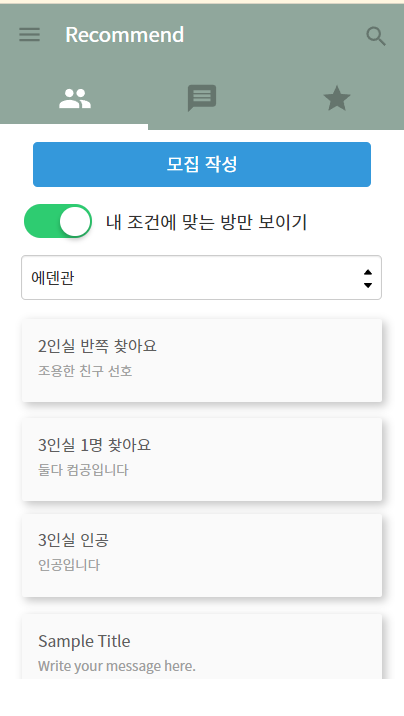 Recommend
모집 작성
내 조건에 맞는 방만 보이기
에덴관
2인실 반쪽 찾아요
조용한 친구 선호
3인실 1명 찾아요
둘다 컴공입니다
3인실 인공
인공입니다
Sample Title
Write your message here.